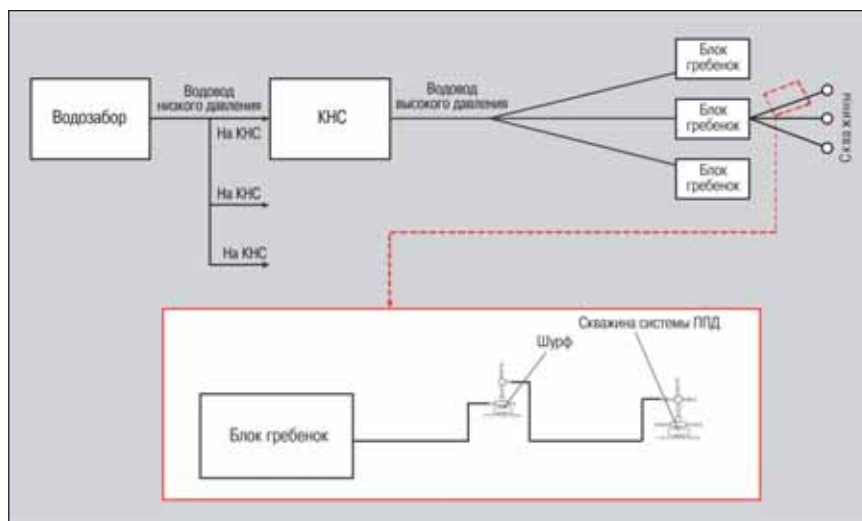 Блок
гребенок
Водовод
низкого давления
Водовод
высокого давления
Водозабор
КНС
Блок
гребенок
Скважины
На КНС
Блок
гребенок
На КНС
На КНС
Скважина системы ППД
Шурф
Блок гребенок